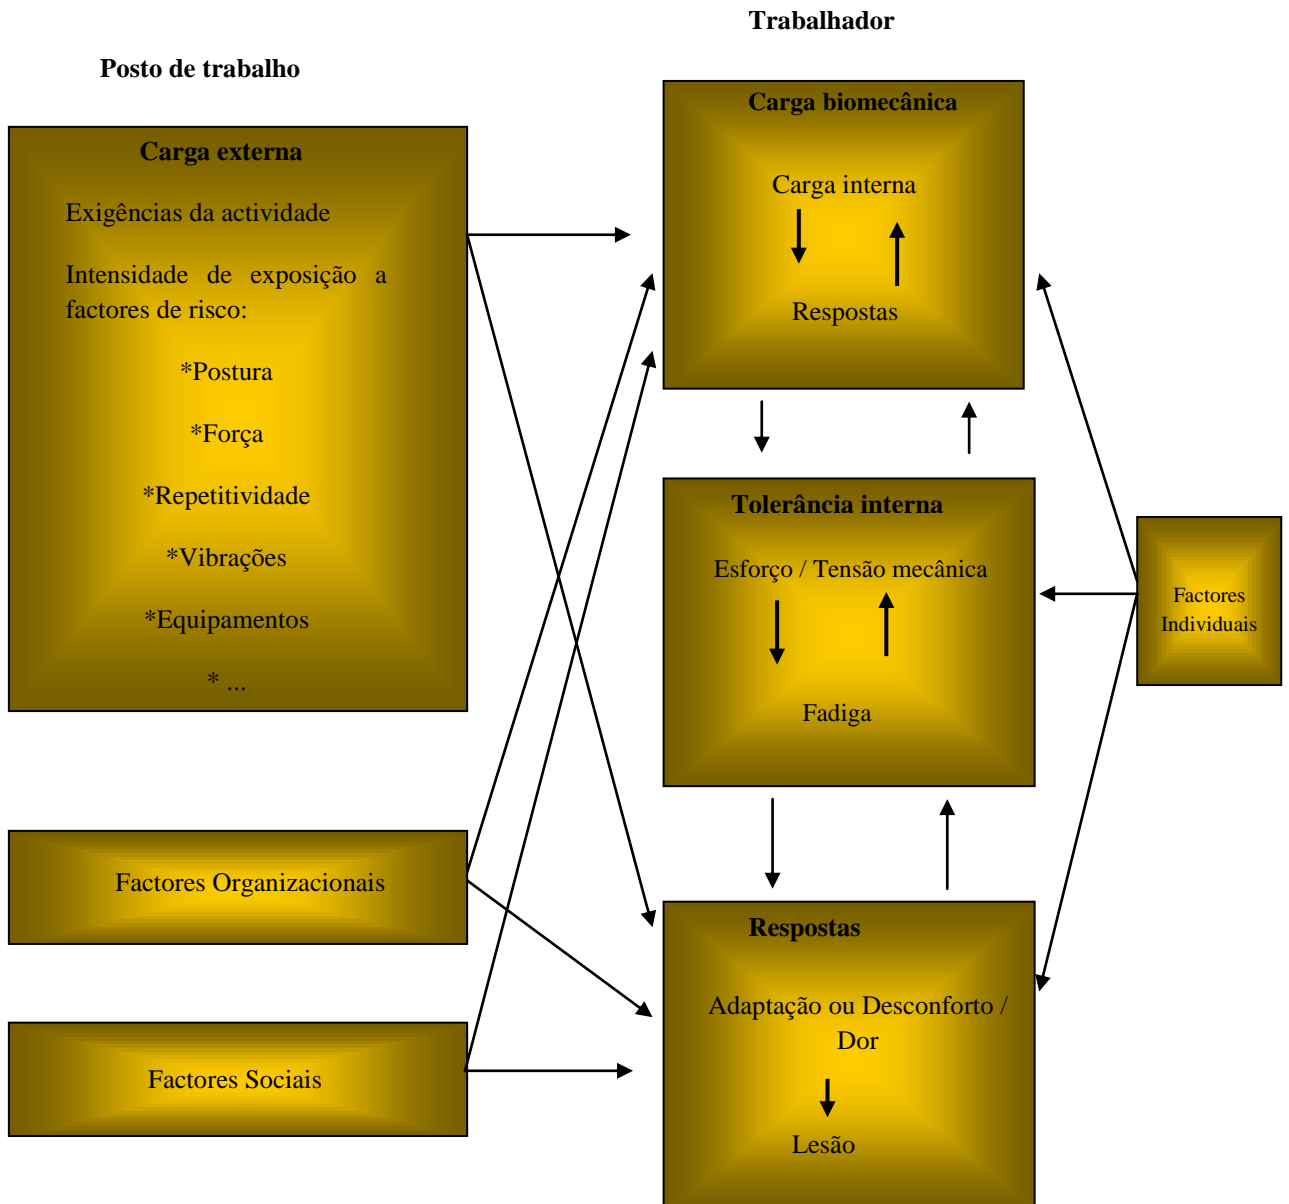 Trabalhador
Posto de trabalho
Carga externa
Exigências da actividade
Intensidade de exposição a
factores de risco:
*Postura
*Força
*Repetitividade
*Vibrações
*Equipamentos
* ...
Factores Organizacionais
Factores Sociais
Carga biomecânica
Carga interna
Respostas
Tolerância interna
Esforço / Tensão mecânica
Fadiga
Respostas
Adaptação ou Desconforto /
Dor
Lesão
Factores
Individuais